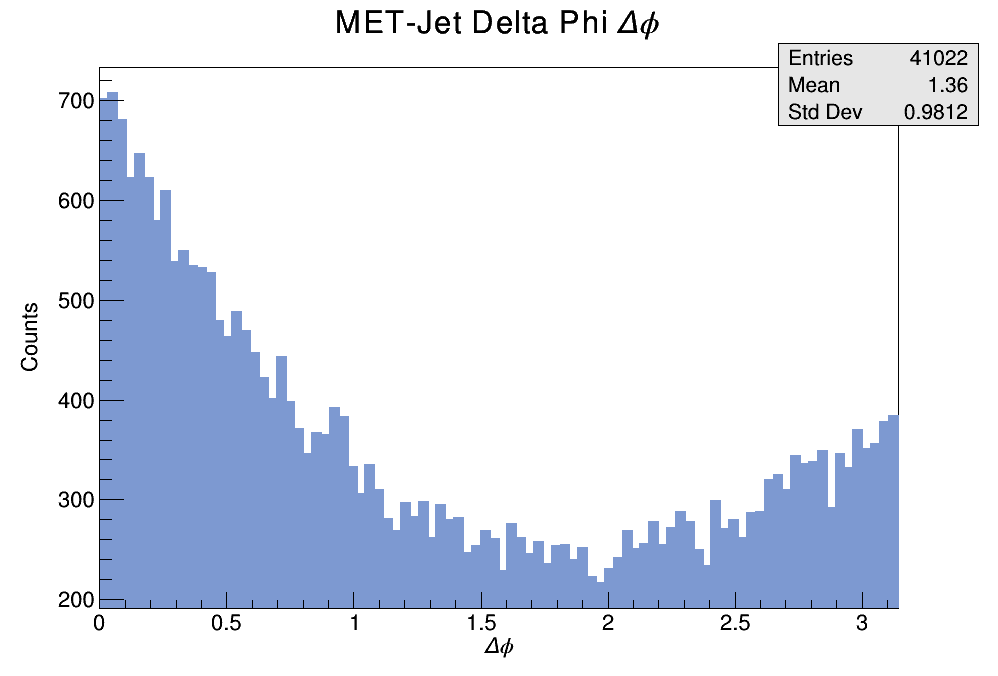 MET-Jet Delta Phi Δϕ
Entries 41022
Mean 1.36
Std Dev 0.9812
700
600
500
400
300
200
Counts
0 0.5 1 1.5 2 2.5 3
Δϕ